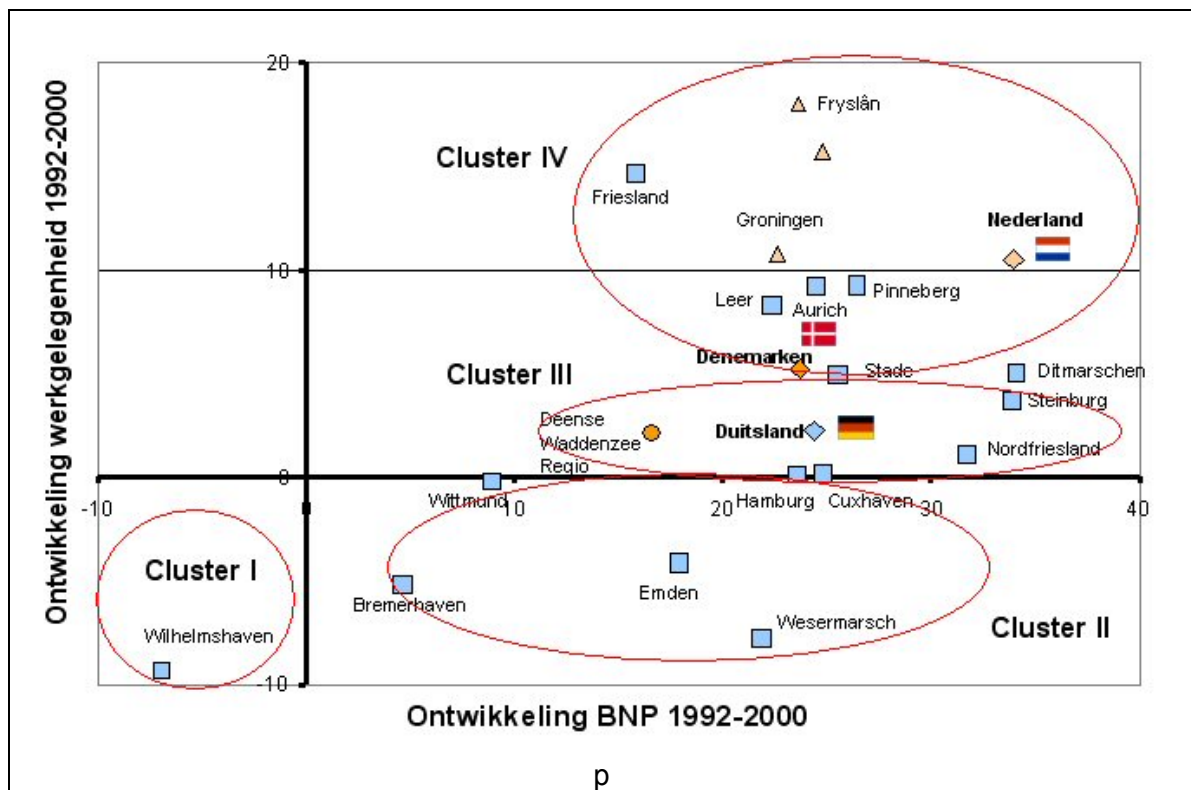 Ontwikkeling werkgelegenheid 1992-2000
20
Fryslân
Cluster IV
Friesland
Groningen
Nederland
10
Leer
Aurich
Pinneberg
Denemarken
Stade
Ditmarschen
Cluster III
Steinburg
Deense
Waddenzee
Regio
Duitsland
Nordfriesland
0
Wittmund
Hamburg
Cuxhaven
-10
10
20
30
40
Cluster I
Bremerhaven
Emden
Wesermarsch
Cluster II
Wilhelmshaven
-10
Ontwikkeling BNP 1992-2000
p